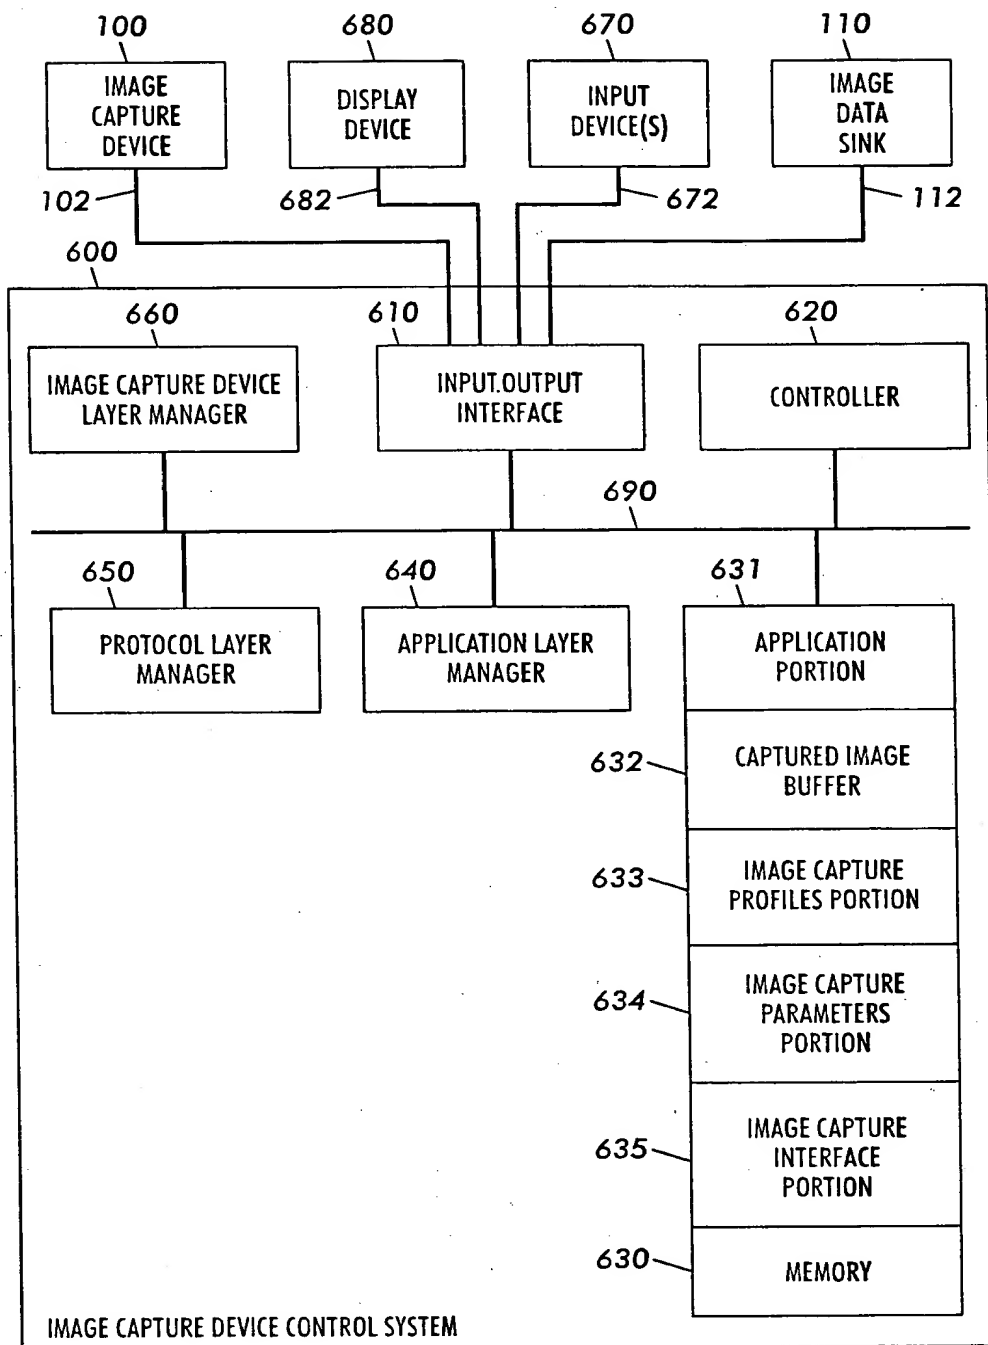 100
680
670
110
IMAGE
CAPTURE
DEVICE
DISPLAY
DEVICE
INPUT
DEVICE(S)
IMAGE
DATA
SINK
102
682
672
112
600
660
610
620
IMAGE CAPTURE DEVICE
LAYER MANAGER
INPUT.OUTPUT
INTERFACE
CONTROLLER
690
650
640
631
PROTOCOL LAYER
MANAGER
APPLICATION LAYER
MANAGER
APPLICATION
PORTION
632
CAPTURED IMAGE
BUFFER
633
IMAGE CAPTURE
PROFILES PORTION
634
IMAGE CAPTURE
PARAMETERS
PORTION
635
IMAGE CAPTURE
INTERFACE
PORTION
630
MEMORY
IMAGE CAPTURE DEVICE CONTROL SYSTEM